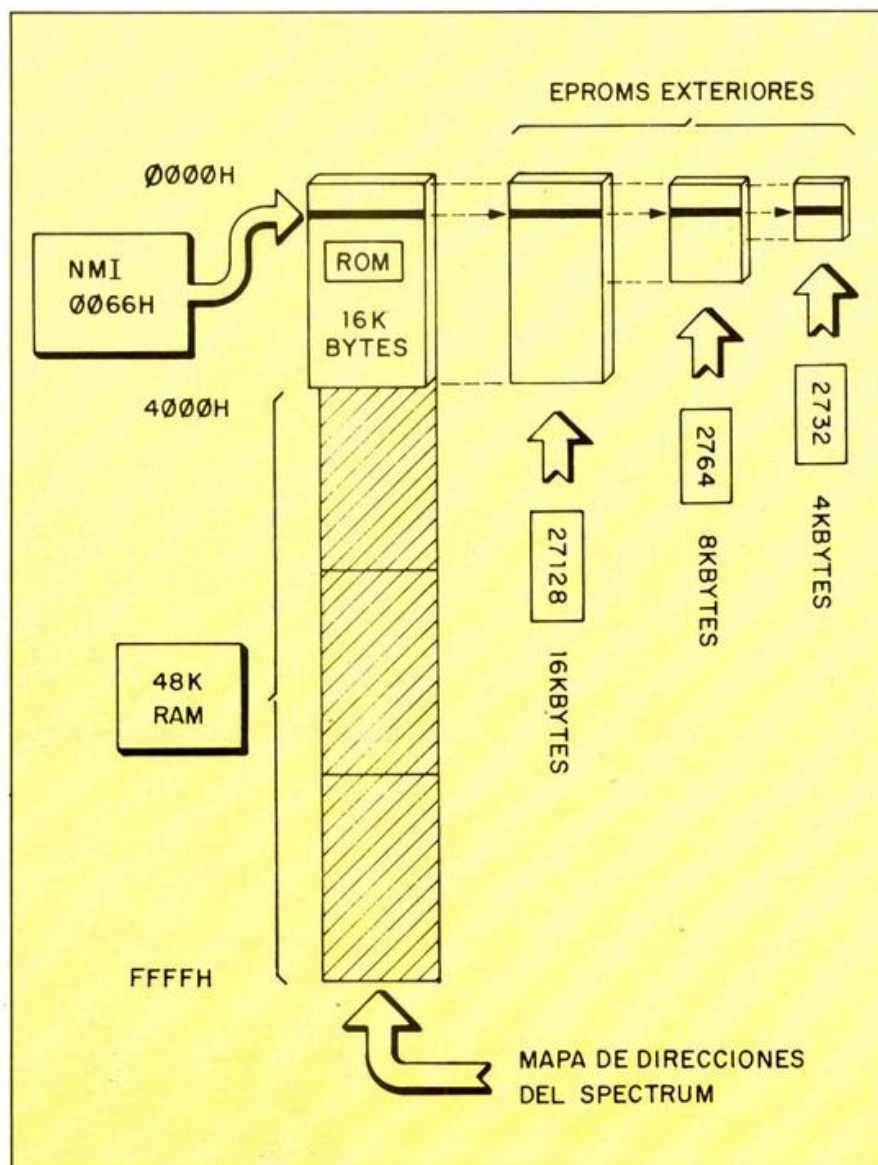 EPROMS EXTERIORES
ØØØØH
NMI
ØØ66H
ROM
16K
BYTES
4ØØØH
27128
16KBYTES
2764
8KBYTES
2732
4KBYTES
48K
RAM
FFFFH
MAPA DE DIRECCIONES
DEL SPECTRUM